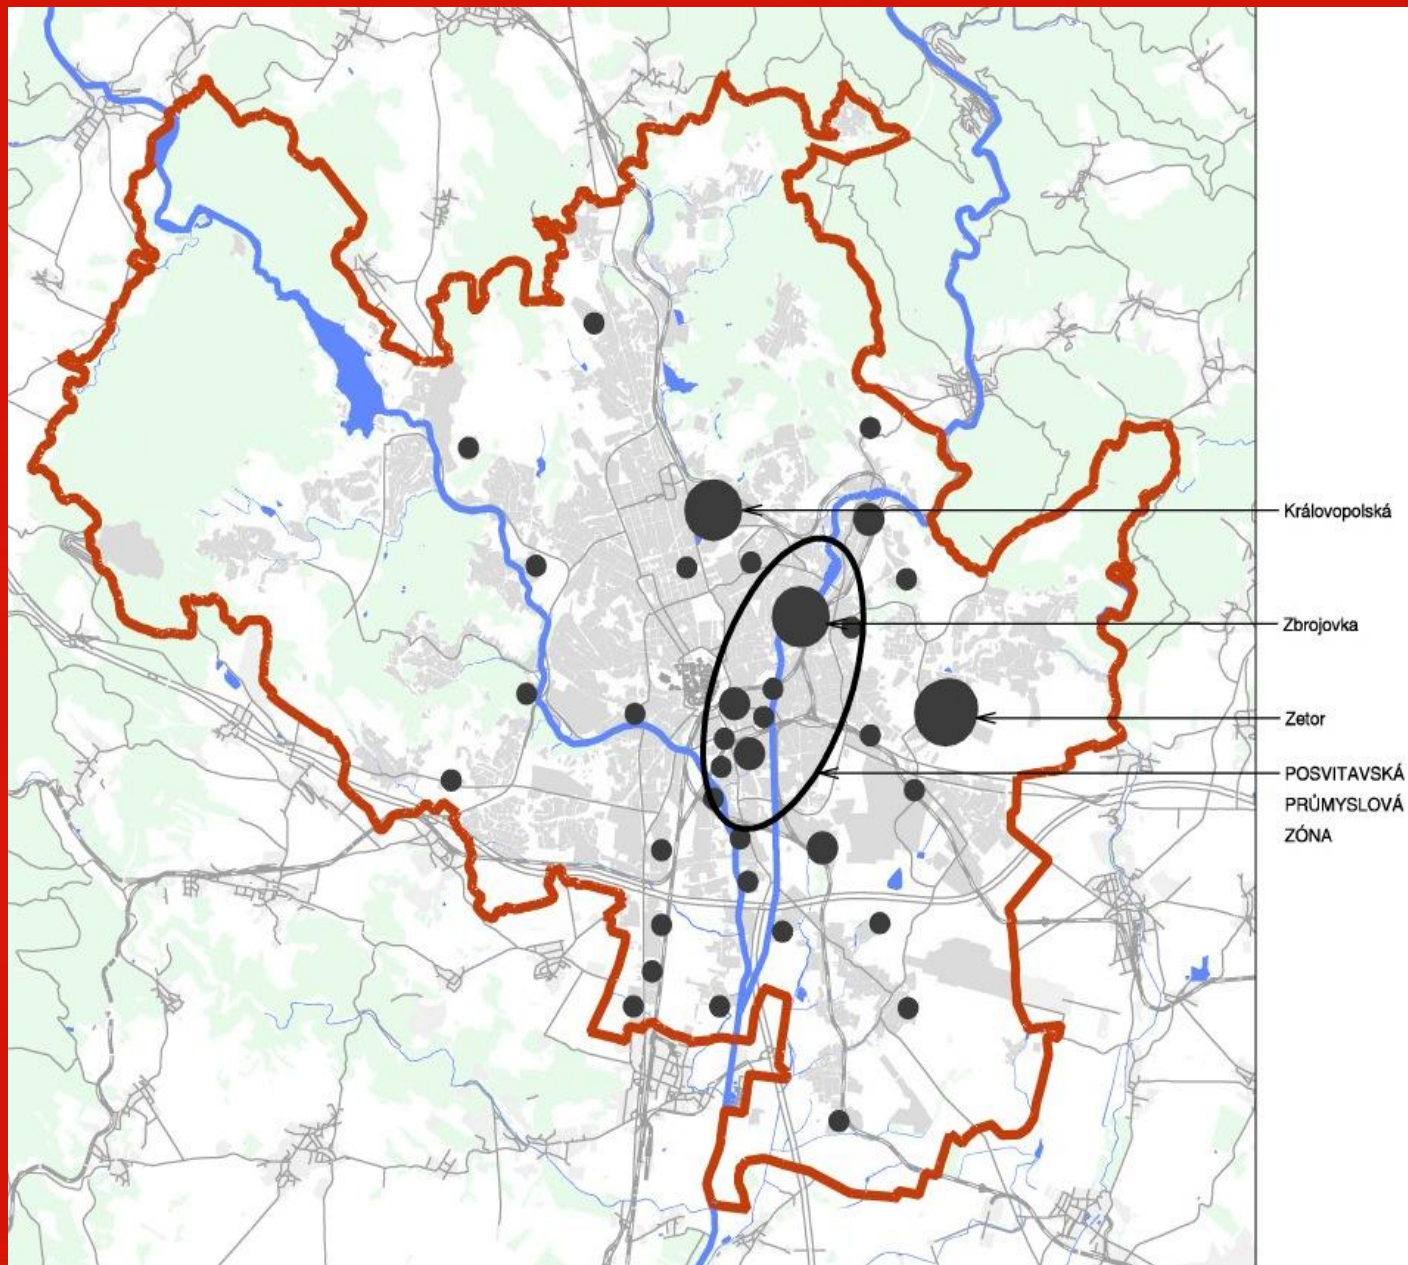 Královopolská
Zbrojovka
Zetor
POSVITAVSKÁ
PRŮMYSLOVÁ
ZÓNA